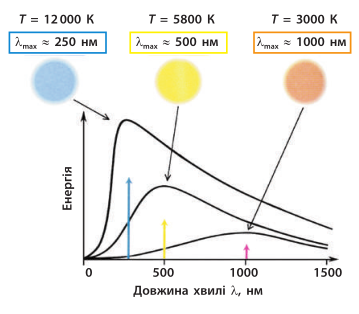 T = 12 000 K T = 5800 K T = 3000 K
λmax ≈ 250 нм λmax ≈ 500 нм λmax ≈ 1000 нм
Енергія
0 500 1000 1500
Довжина хвилі λ, нм